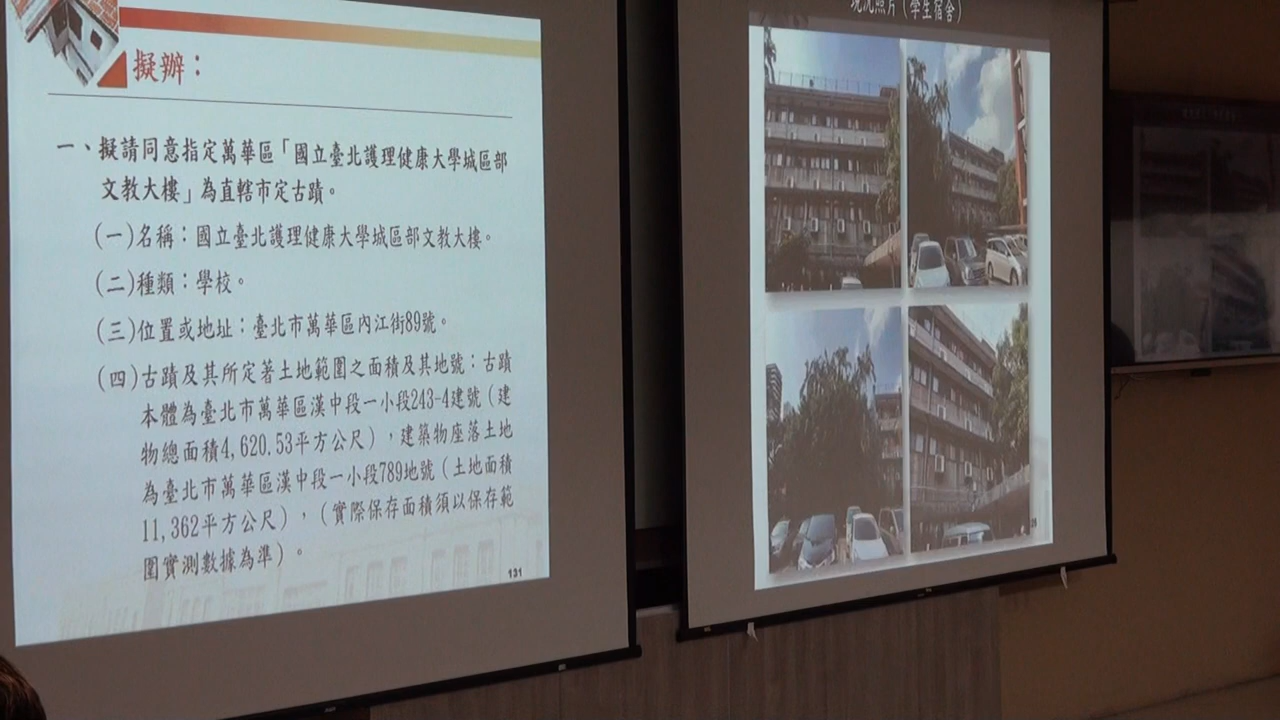 擬辦：
一、擬請同意指定萬華區「國立臺北護理健康大學城區部
文教大樓」為直轄市定古蹟。
(一)名稱：國立臺北護理健康大學城區部文教大樓。
(二)種類：學校。
(三)位置或地址：臺北市萬華區內江街89號。
(四)古蹟及其所定著土地範圍之面積及其地號：古蹟
本體為臺北市萬華區漢中段一小段243-4建號（建
物總面積4,620.53平方公尺），建築物座落土地
為臺北市萬華區漢中段一小段789地號（土地面積
11,362平方公尺），（實際保存面積須以保存範
圍實測數據為準）。
131
現況照片（學生宿舍）